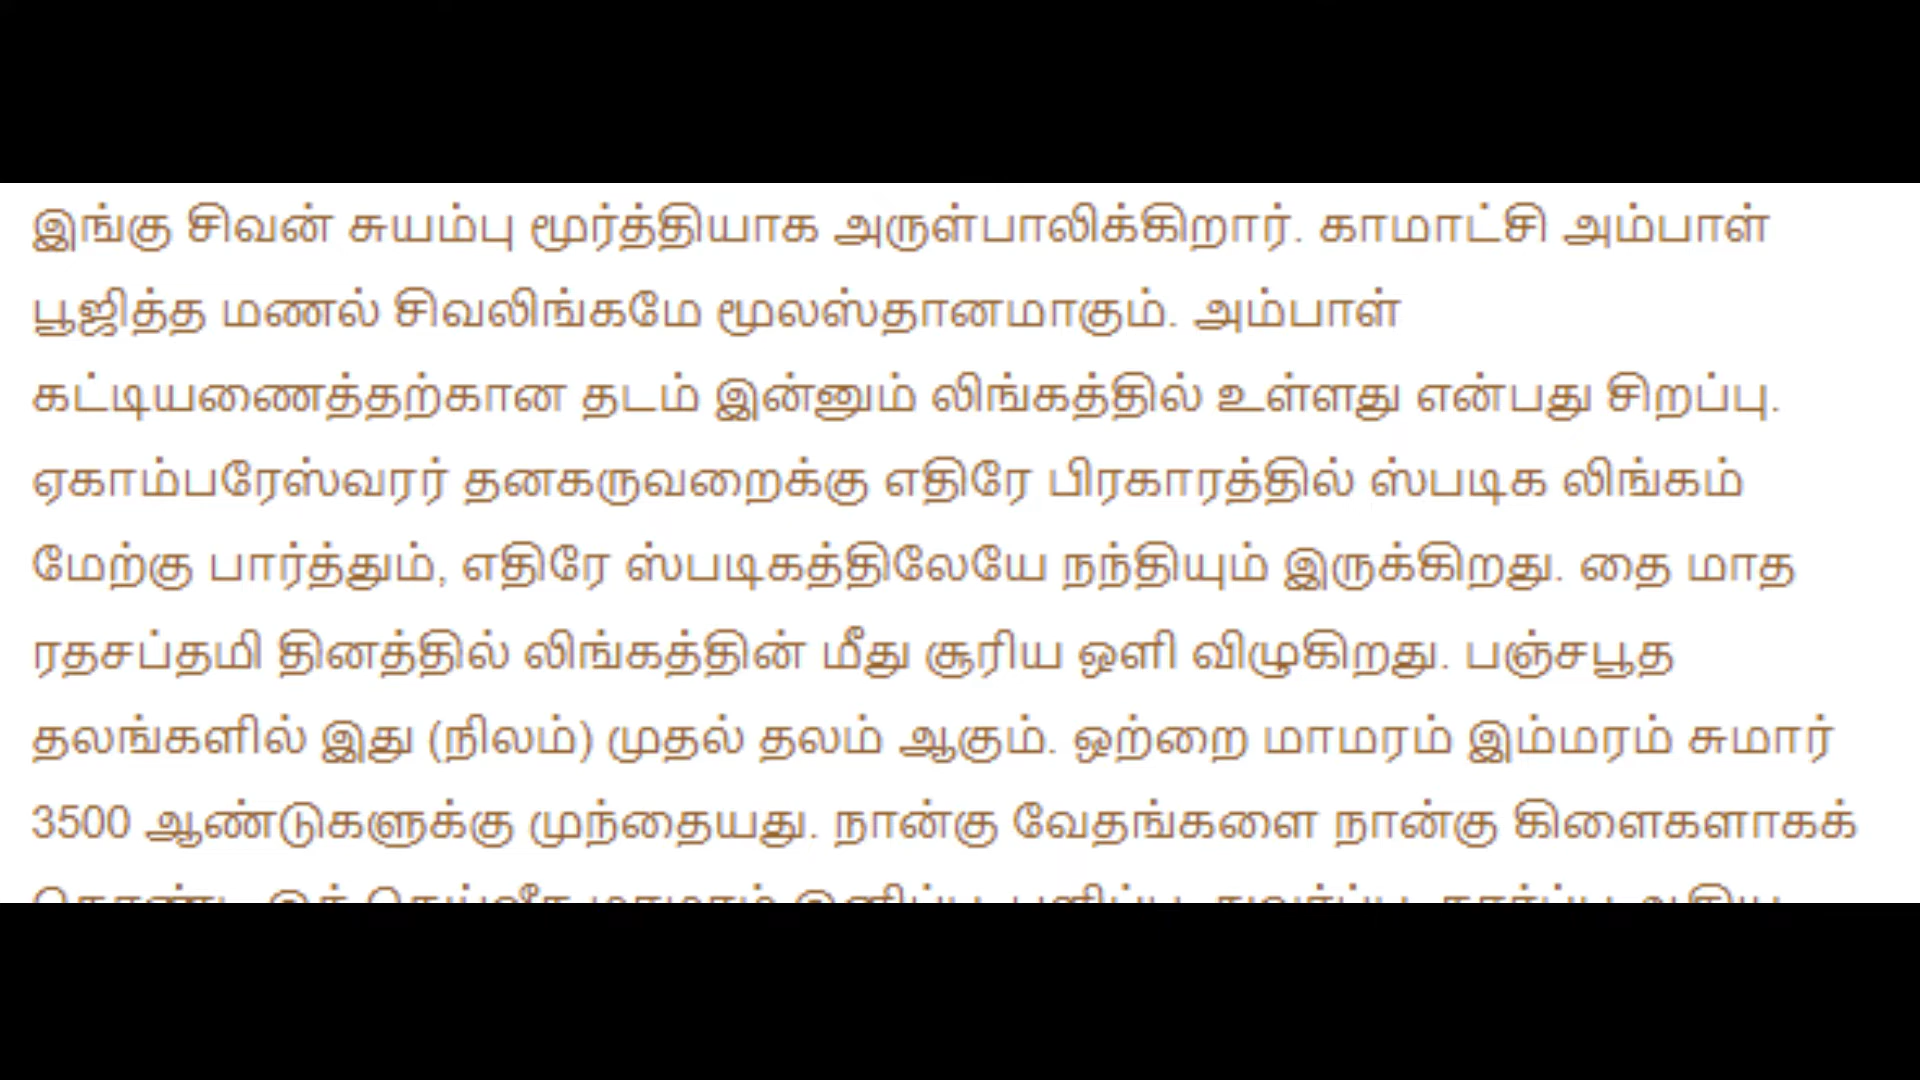 இங்கு சிவன் சுயம்பு மூர்த்தியாக அருள்பாலிக்கிறார். காமாட்சி அம்பாள்
பூஜித்த மணல் சிவலிங்கமே மூலஸ்தானமாகும். அம்பாள்
கட்டியணைத்தற்கான தடம் இன்னும் லிங்கத்தில் உள்ளது என்பது சிறப்பு.
ஏகாம்பரேஸ்வரர் தனகருவறைக்கு எதிரே பிரகாரத்தில் ஸ்படிக லிங்கம்
மேற்கு பார்த்தும், எதிரே ஸ்படிகத்திலேயே நந்தியும் இருக்கிறது. தை மாத
ரதசப்தமி தினத்தில் லிங்கத்தின் மீது சூரிய ஒளி விழுகிறது. பஞ்சபூத
தலங்களில் இது (நிலம்) முதல் தலம் ஆகும். ஒற்றை மாமரம் இம்மரம் சுமார்
3500 ஆண்டுகளுக்கு முந்தையது. நான்கு வேதங்களை நான்கு கிளைகளாகக்